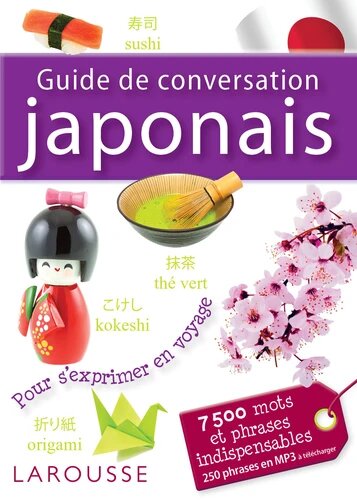 寿司
sushi
Guide de conversation
japonais
抹茶
thé vert
こけし
kokeshi
Pour s'exprimer en voyage
折り紙
origami
7 500 mots
et phrases
indispensables
250 phrases en MP3 à télécharger
LAROUSSE